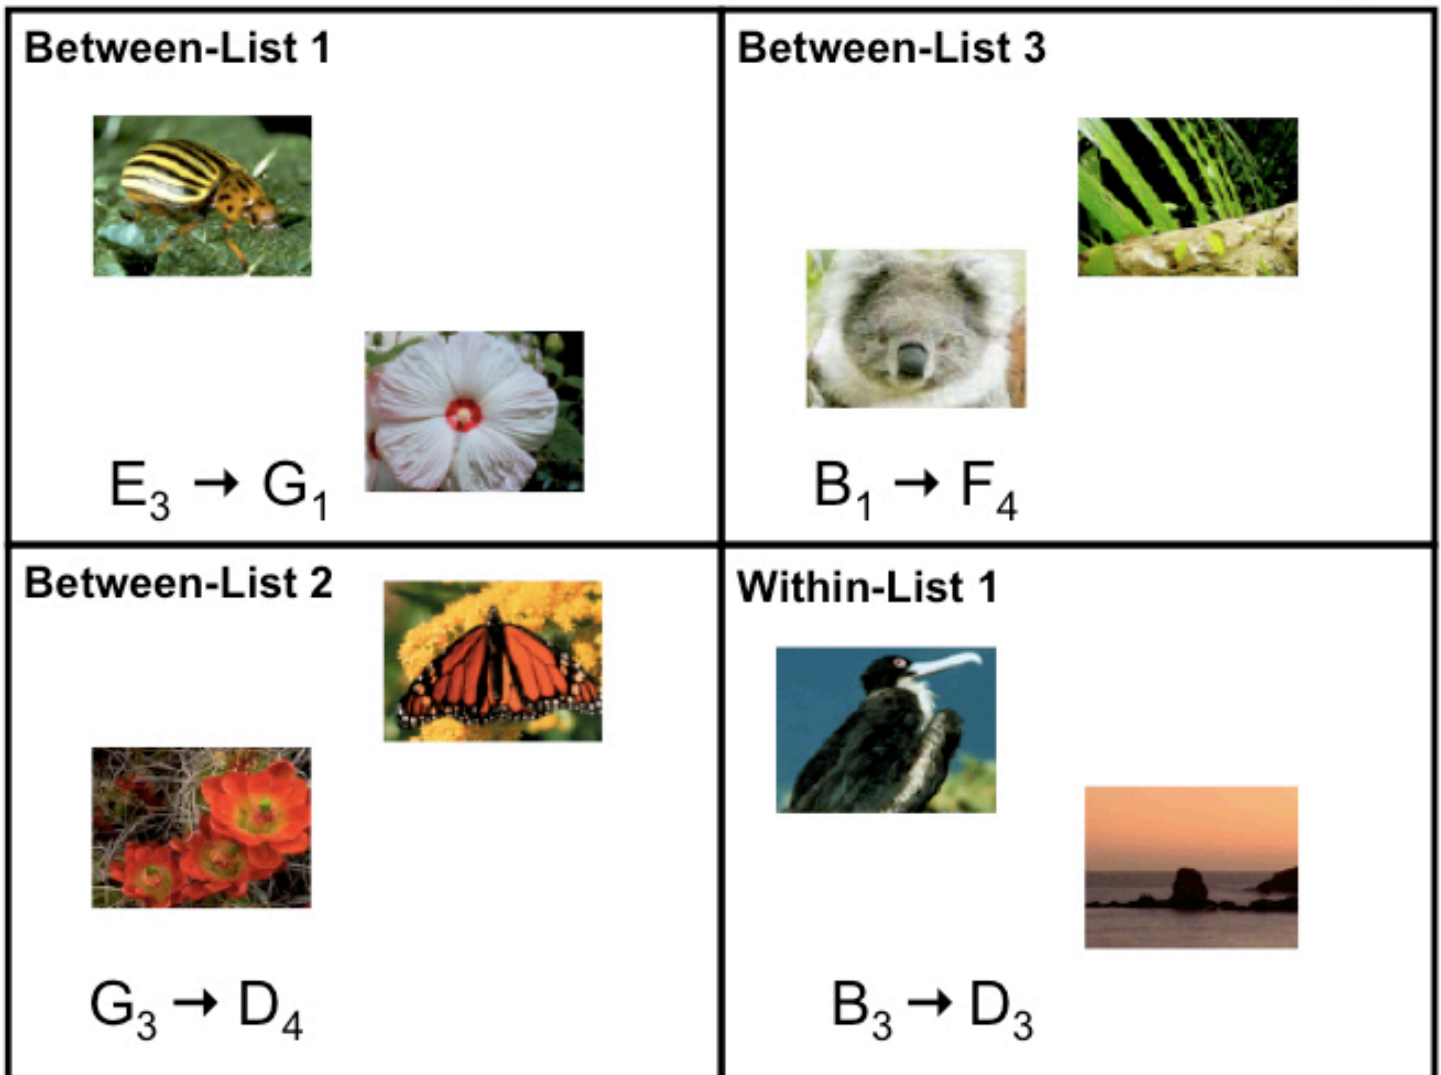 Between-List 1
E₃ → G₁
Between-List 3
B₁ → F₄
Between-List 2
G₃ → D₄
Within-List 1
B₃ → D₃